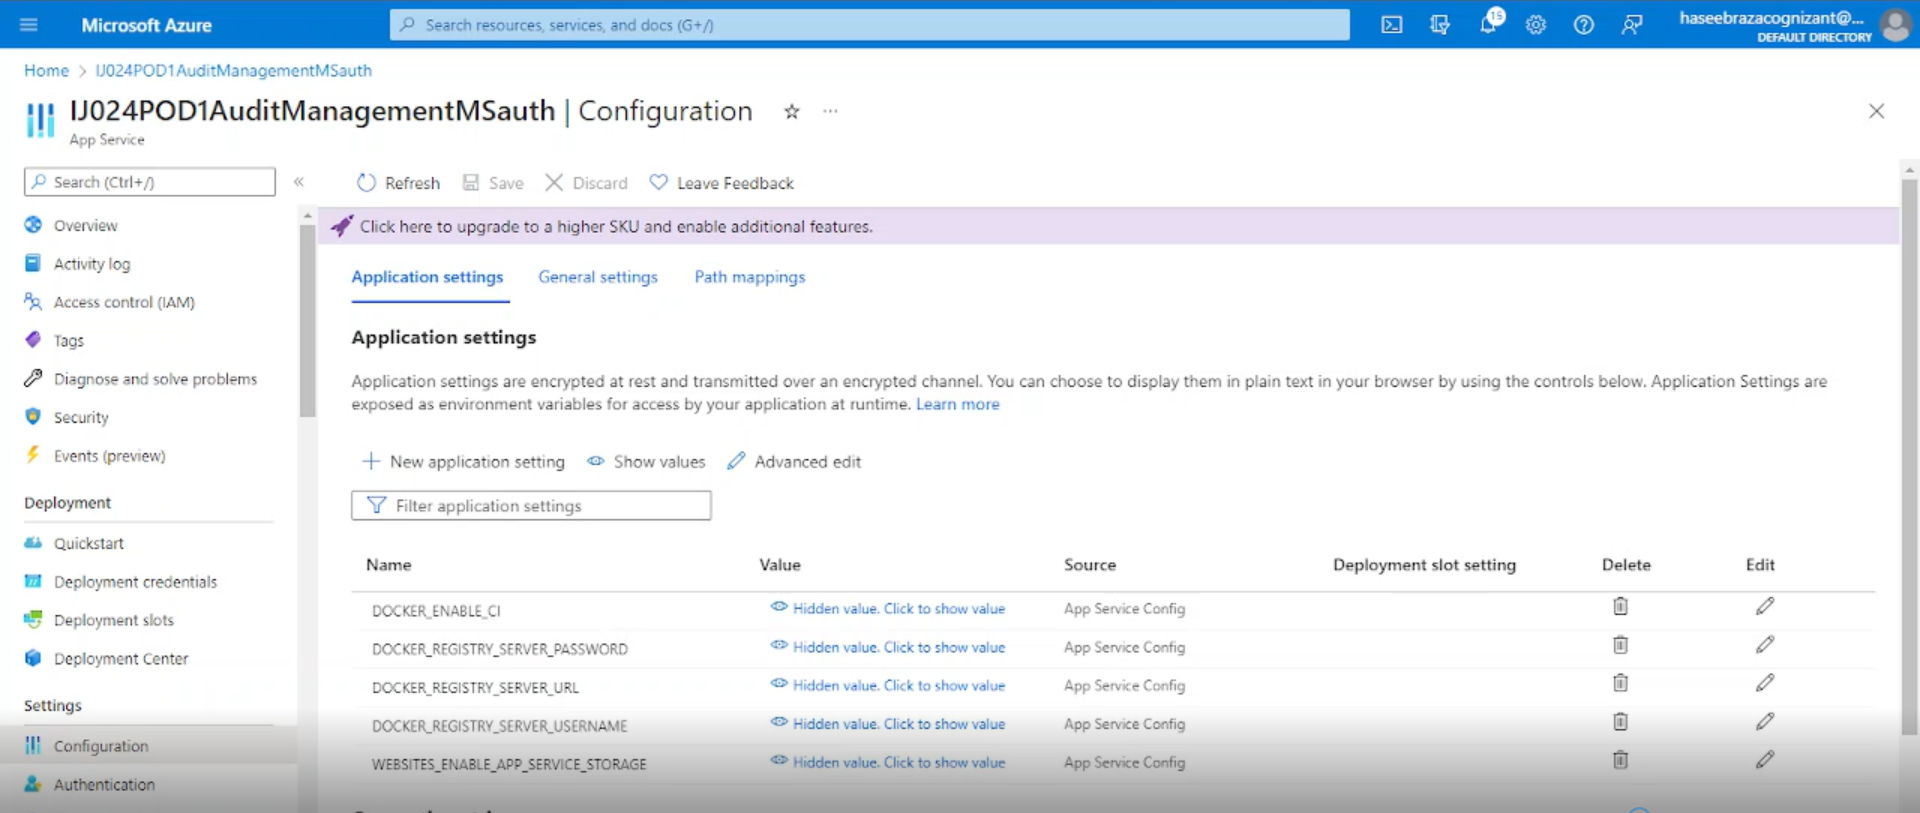 Microsoft Azure
Search resources, services, and docs (G+/)
15
haseebrazacognizant@...
DEFAULT DIRECTORY
Home > IJ024POD1AuditManagementMSauth
IJ024POD1AuditManagementMSauth | Configuration
App Service
Search (Ctrl+/)
Refresh Save Discard Leave Feedback
Click here to upgrade to a higher SKU and enable additional features.
Overview
Activity log
Access control (IAM)
Tags
Diagnose and solve problems
Security
Events (preview)
Deployment
Quickstart
Deployment credentials
Deployment slots
Deployment Center
Settings
Configuration
Authentication
Application settings General settings Path mappings
Application settings
Application settings are encrypted at rest and transmitted over an encrypted channel. You can choose to display them in plain text in your browser by using the controls below. Application Settings are
exposed as environment variables for access by your application at runtime. Learn more
New application setting Show values Advanced edit
Filter application settings
Name Value Source Deployment slot setting Delete Edit
DOCKER_ENABLE_CI Hidden value. Click to show value App Service Config
DOCKER_REGISTRY_SERVER_PASSWORD Hidden value. Click to show value App Service Config
DOCKER_REGISTRY_SERVER_URL Hidden value. Click to show value App Service Config
DOCKER_REGISTRY_SERVER_USERNAME Hidden value. Click to show value App Service Config
WEBSITES_ENABLE_APP_SERVICE_STORAGE Hidden value. Click to show value App Service Config